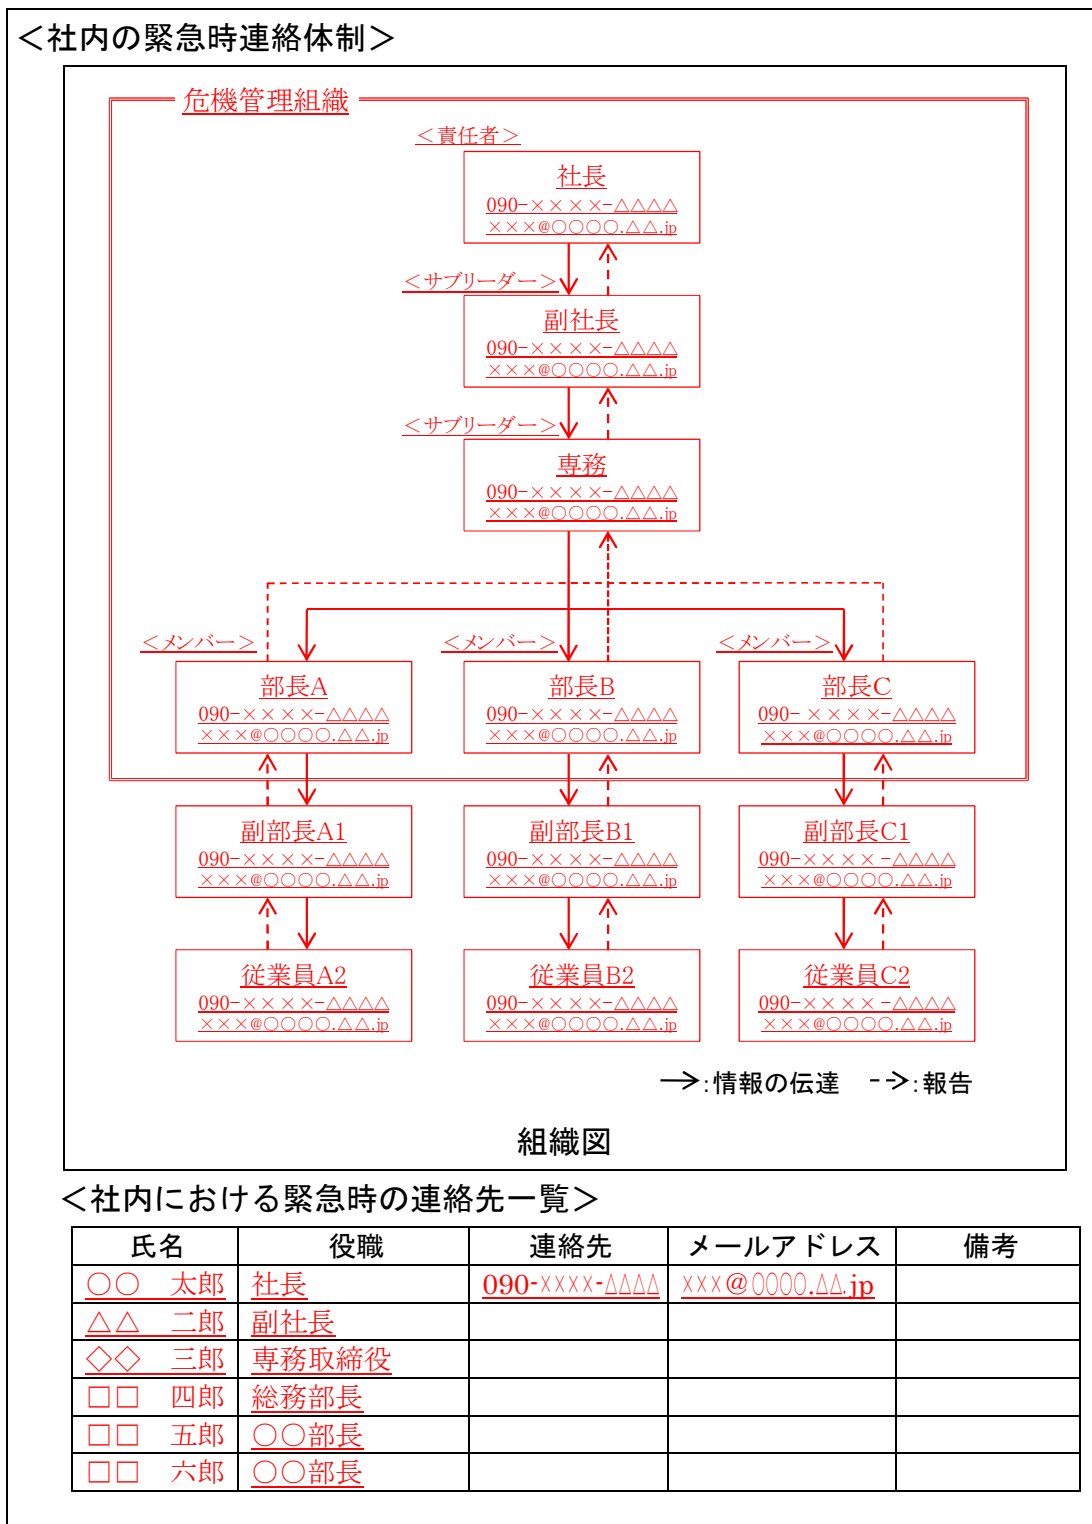 ＜社内の緊急時連絡体制＞
危機管理組織
＜責任者＞
社長
090-××××-△△△△
×××@○○○○.△△.jp
＜サブリーダー＞
副社長
090-××××-△△△△
×××@○○○○.△△.jp
＜サブリーダー＞
専務
090-××××-△△△△
×××@○○○○.△△.jp
＜メンバー＞ ＜メンバー＞ ＜メンバー＞
部長A 部長B 部長C
090-××××-△△△△ 090-××××-△△△△ 090-××××-△△△△
×××@○○○○.△△.jp ×××@○○○○.△△.jp ×××@○○○○.△△.jp
副部長A1 副部長B1 副部長C1
090-××××-△△△△ 090-××××-△△△△ 090-××××-△△△△
×××@○○○○.△△.jp ×××@○○○○.△△.jp ×××@○○○○.△△.jp
従業員A2 従業員B2 従業員C2
090-××××-△△△△ 090-××××-△△△△ 090-××××-△△△△
×××@○○○○.△△.jp ×××@○○○○.△△.jp ×××@○○○○.△△.jp
→:情報の伝達 -->:報告
組織図
＜社内における緊急時の連絡先一覧＞
氏名 役職 連絡先 メールアドレス 備考
○○ 太郎 社長 090-××××-△△△△ ×××@○○○○.△△.jp
△△ 二郎 副社長
◇◇ 三郎 専務取締役
□□ 四郎 総務部長
□□ 五郎 ○○部長
□□ 六郎 ○○部長